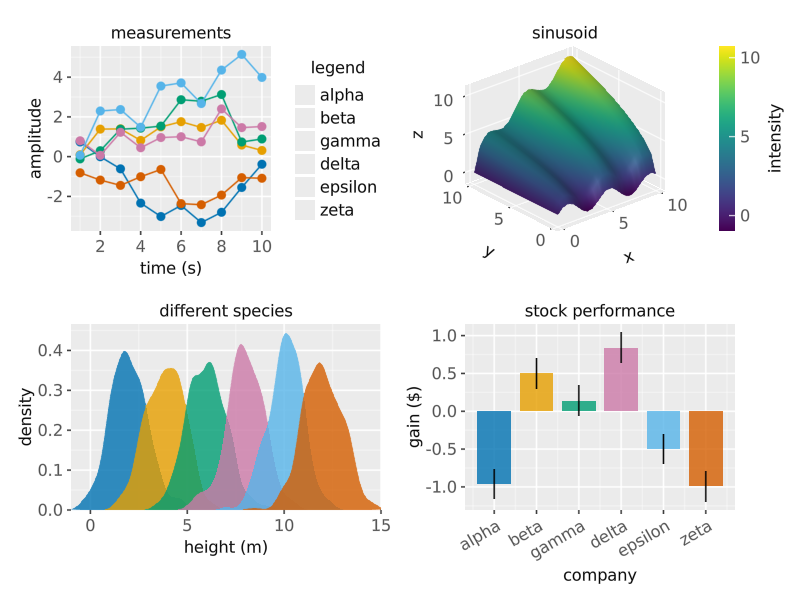 measurements
amplitude
4
2
0
-2
2
4
6
8
10
time (s)
legend
alpha
beta
gamma
delta
epsilon
zeta
sinusoid
z
10
5
0
10
5
0
y
0
5
10
x
10
5
0
intensity
different species
density
0.4
0.3
0.2
0.1
0.0
0
5
10
15
height (m)
stock performance
gain ($)
1.0
0.5
0.0
-0.5
-1.0
alpha
beta
gamma
delta
epsilon
zeta
company